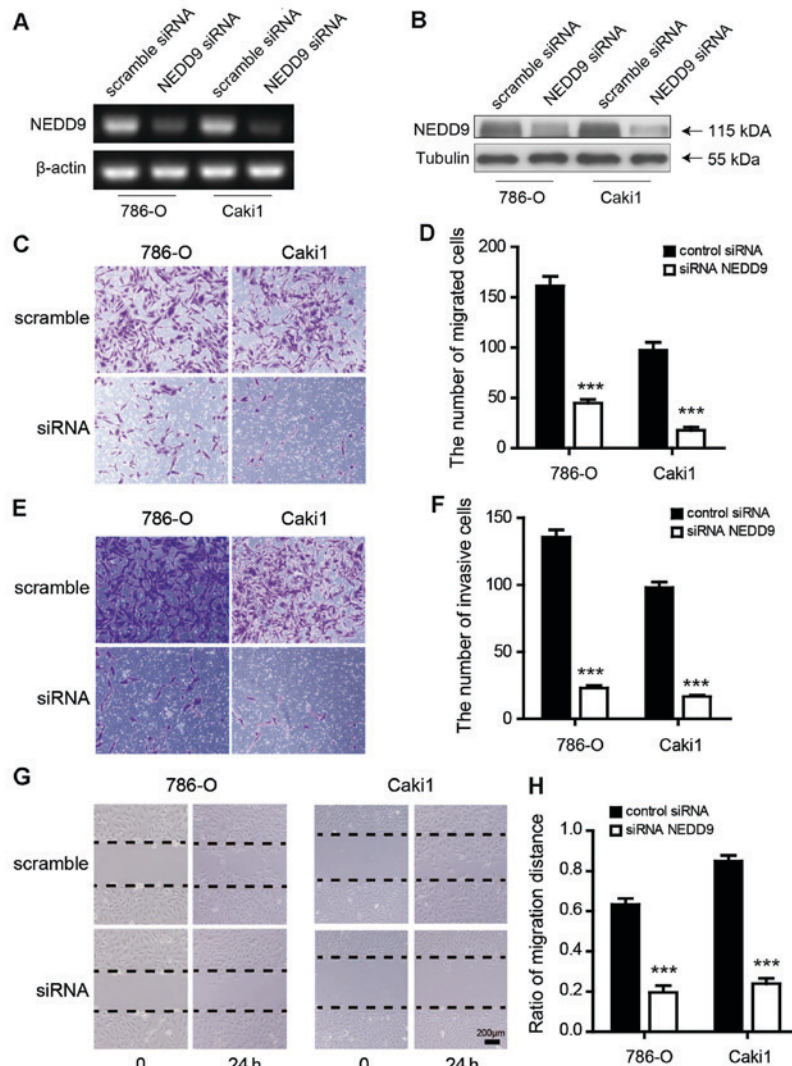 A
scramble siRNA
NEDD9 siRNA
scramble siRNA
NEDD9 siRNA
NEDD9
β-actin
786-O Caki1
B
scramble siRNA
NEDD9 siRNA
scramble siRNA
NEDD9 siRNA
NEDD9 ← 115 kDA
Tubulin ← 55 kDa
786-O Caki1
C
786-O Caki1
scramble
siRNA
D
control siRNA
siRNA NEDD9
The number of migrated cells
200
150
100
50
0
***
***
786-O Caki1
E
786-O Caki1
scramble
siRNA
F
control siRNA
siRNA NEDD9
The number of invasive cells
150
100
50
0
***
***
786-O Caki1
G
786-O Caki1
scramble
siRNA
200μm
0 24 h 0 24 h
H
control siRNA
siRNA NEDD9
Ratio of migration distance
1.0
0.8
0.6
0.4
0.2
0.0
***
***
786-O Caki1